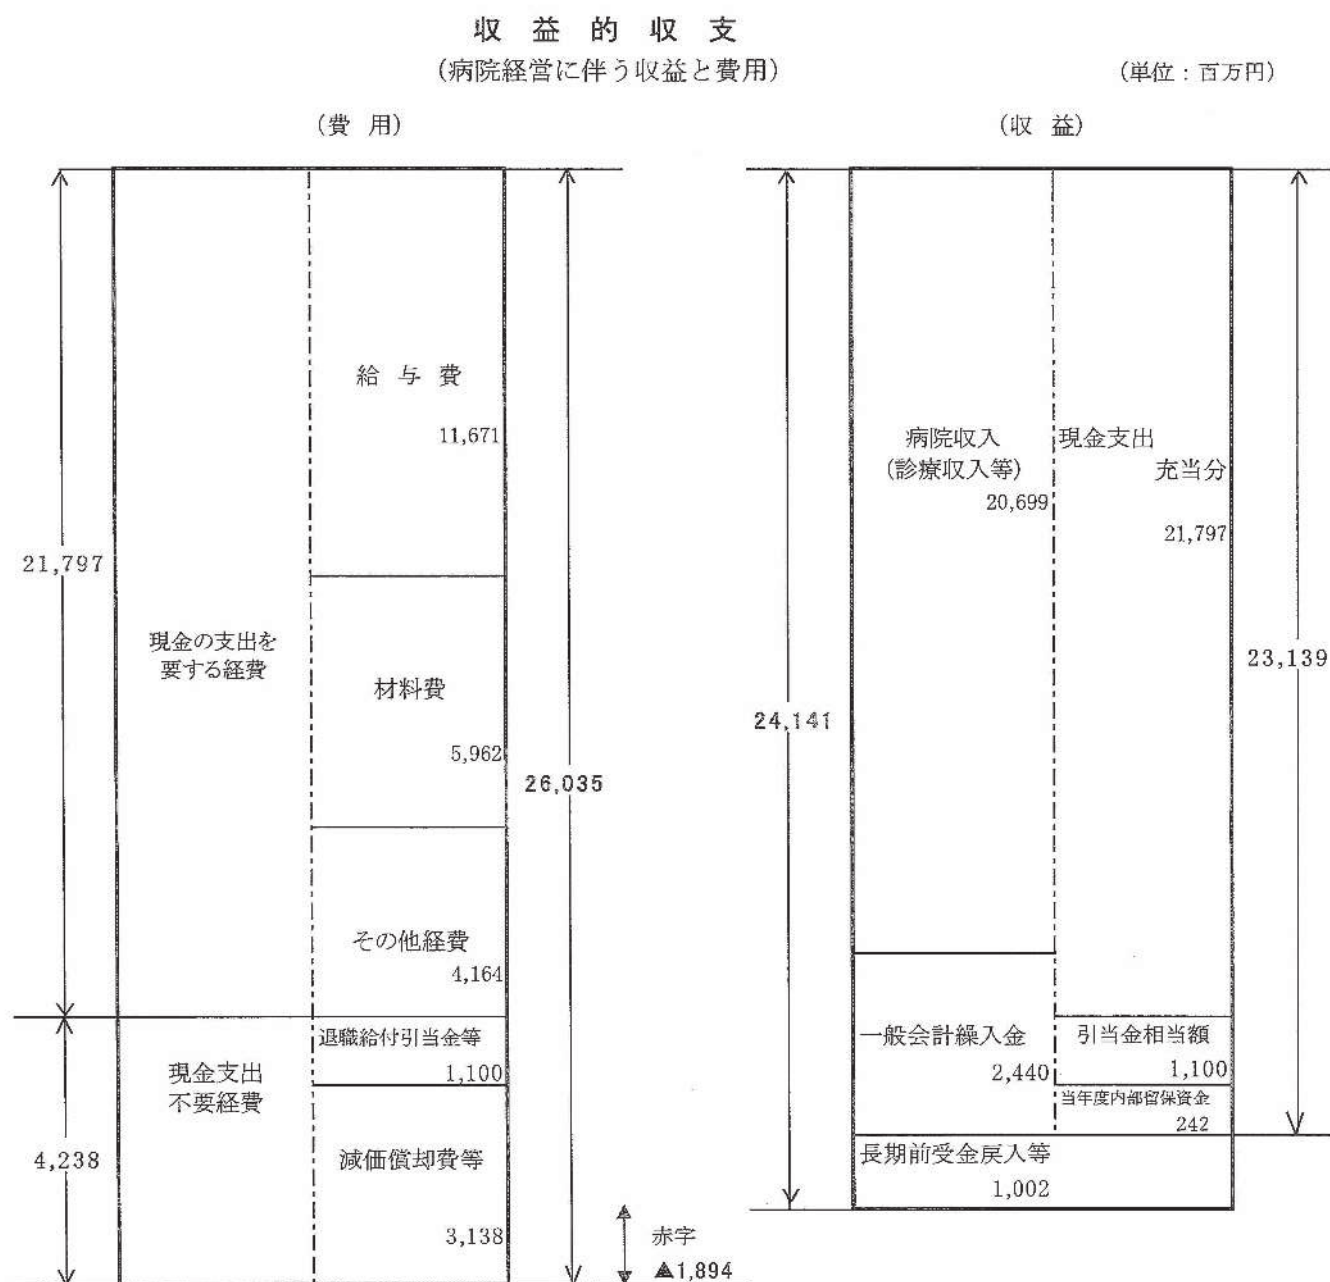 収益的収支
(病院経営に伴う収益と費用)
(単位：百万円)
(費用)
(収益)
給与費
11,671
21,797
現金の支出を
要する経費
材料費
5,962
26,035
その他経費
4,164
退職給付引当金等
1,100
現金支出
不要経費
4,238
減価償却費等
3,138
赤字
▲1,894
病院収入
(診療収入等)
20,699
現金支出
充当分
21,797
23,139
24,141
一般会計繰入金
2,440
引当金相当額
1,100
当年度内部留保資金
242
長期前受金戻入等
1,002